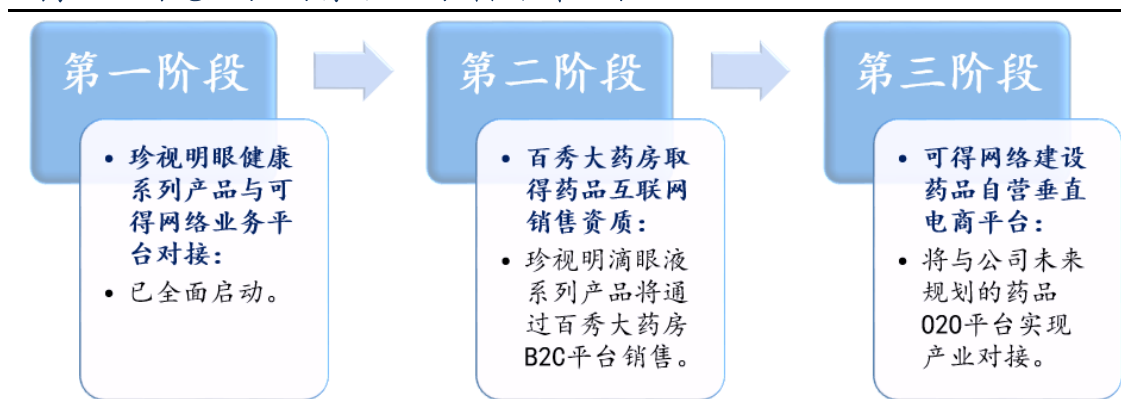 第一阶段
• 珍视明眼健康
系列产品与可
得网络业务平
台对接：
• 已全面启动。
第二阶段
• 百秀大药房取
得药品互联网
销售资质：
• 珍视明滴眼液
系列产品将通
过百秀大药房
B2C平台销售。
第三阶段
• 可得网络建设
药品自营垂直
电商平台：
• 将与公司未来
规划的药品
O2O平台实现
产业对接。